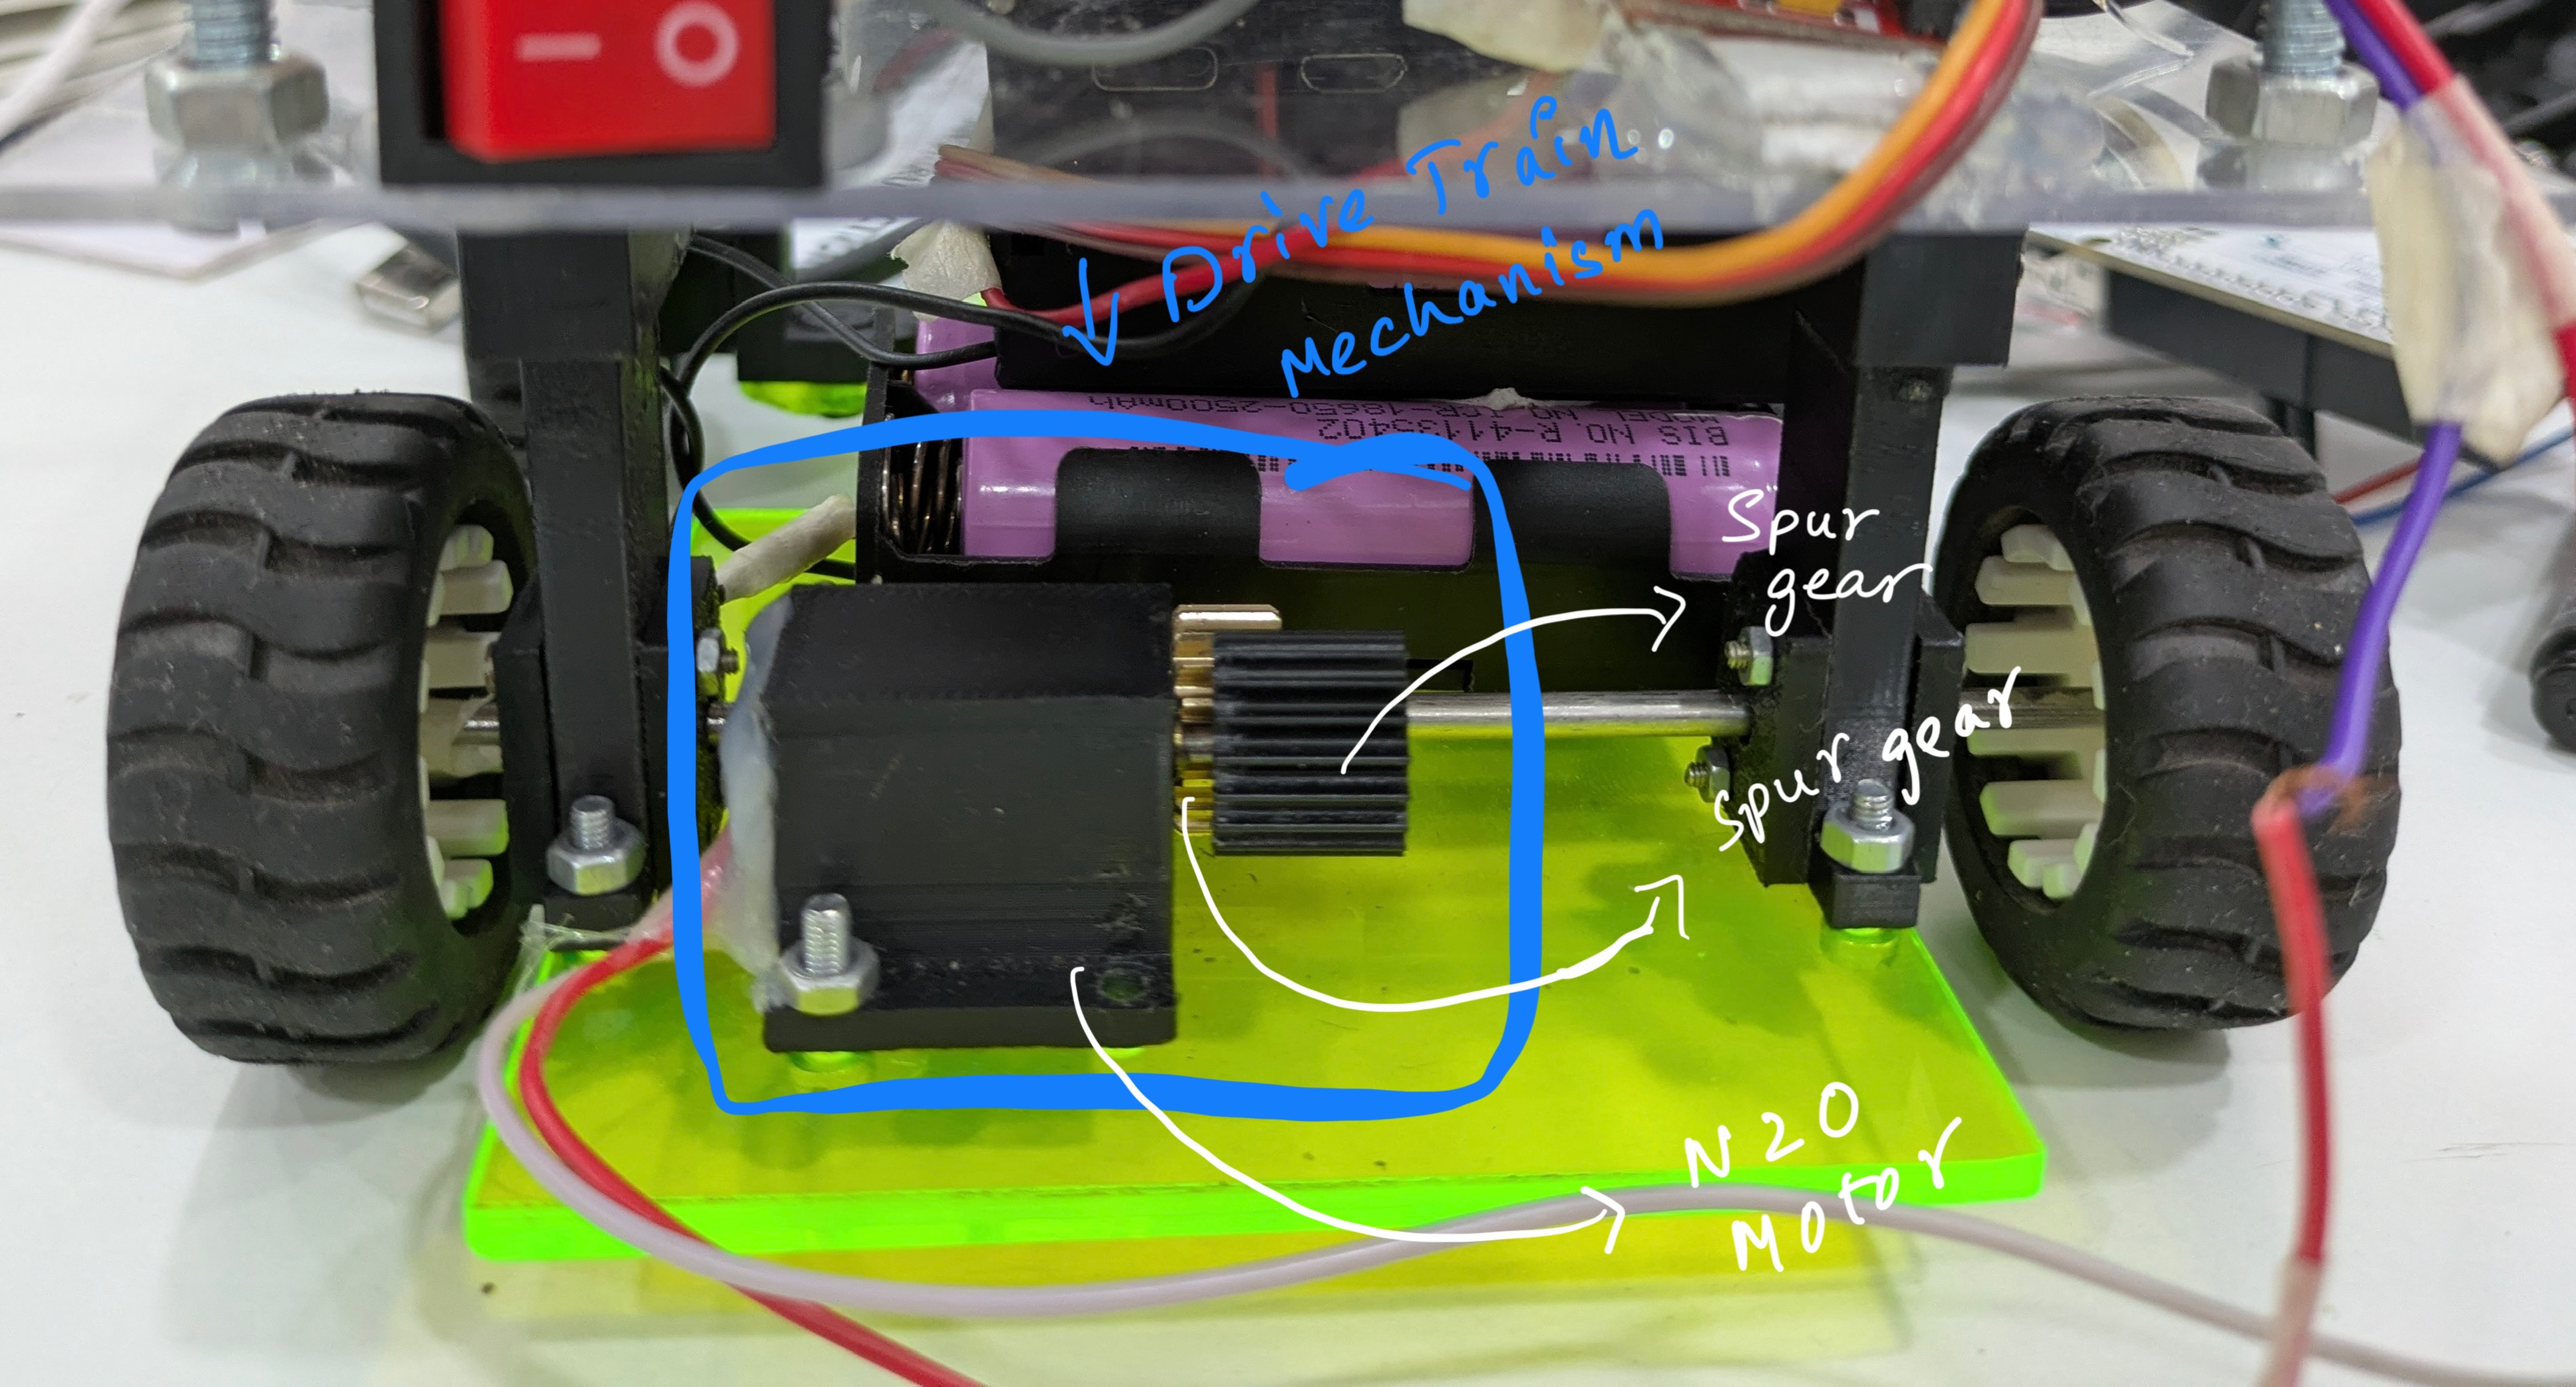 — O
Drive Train
Mechanism
MODEL NO.ICR-18650-2500mAh
BIS NO.R-41135402
Spur
gear
Spur gear
N20
Motor